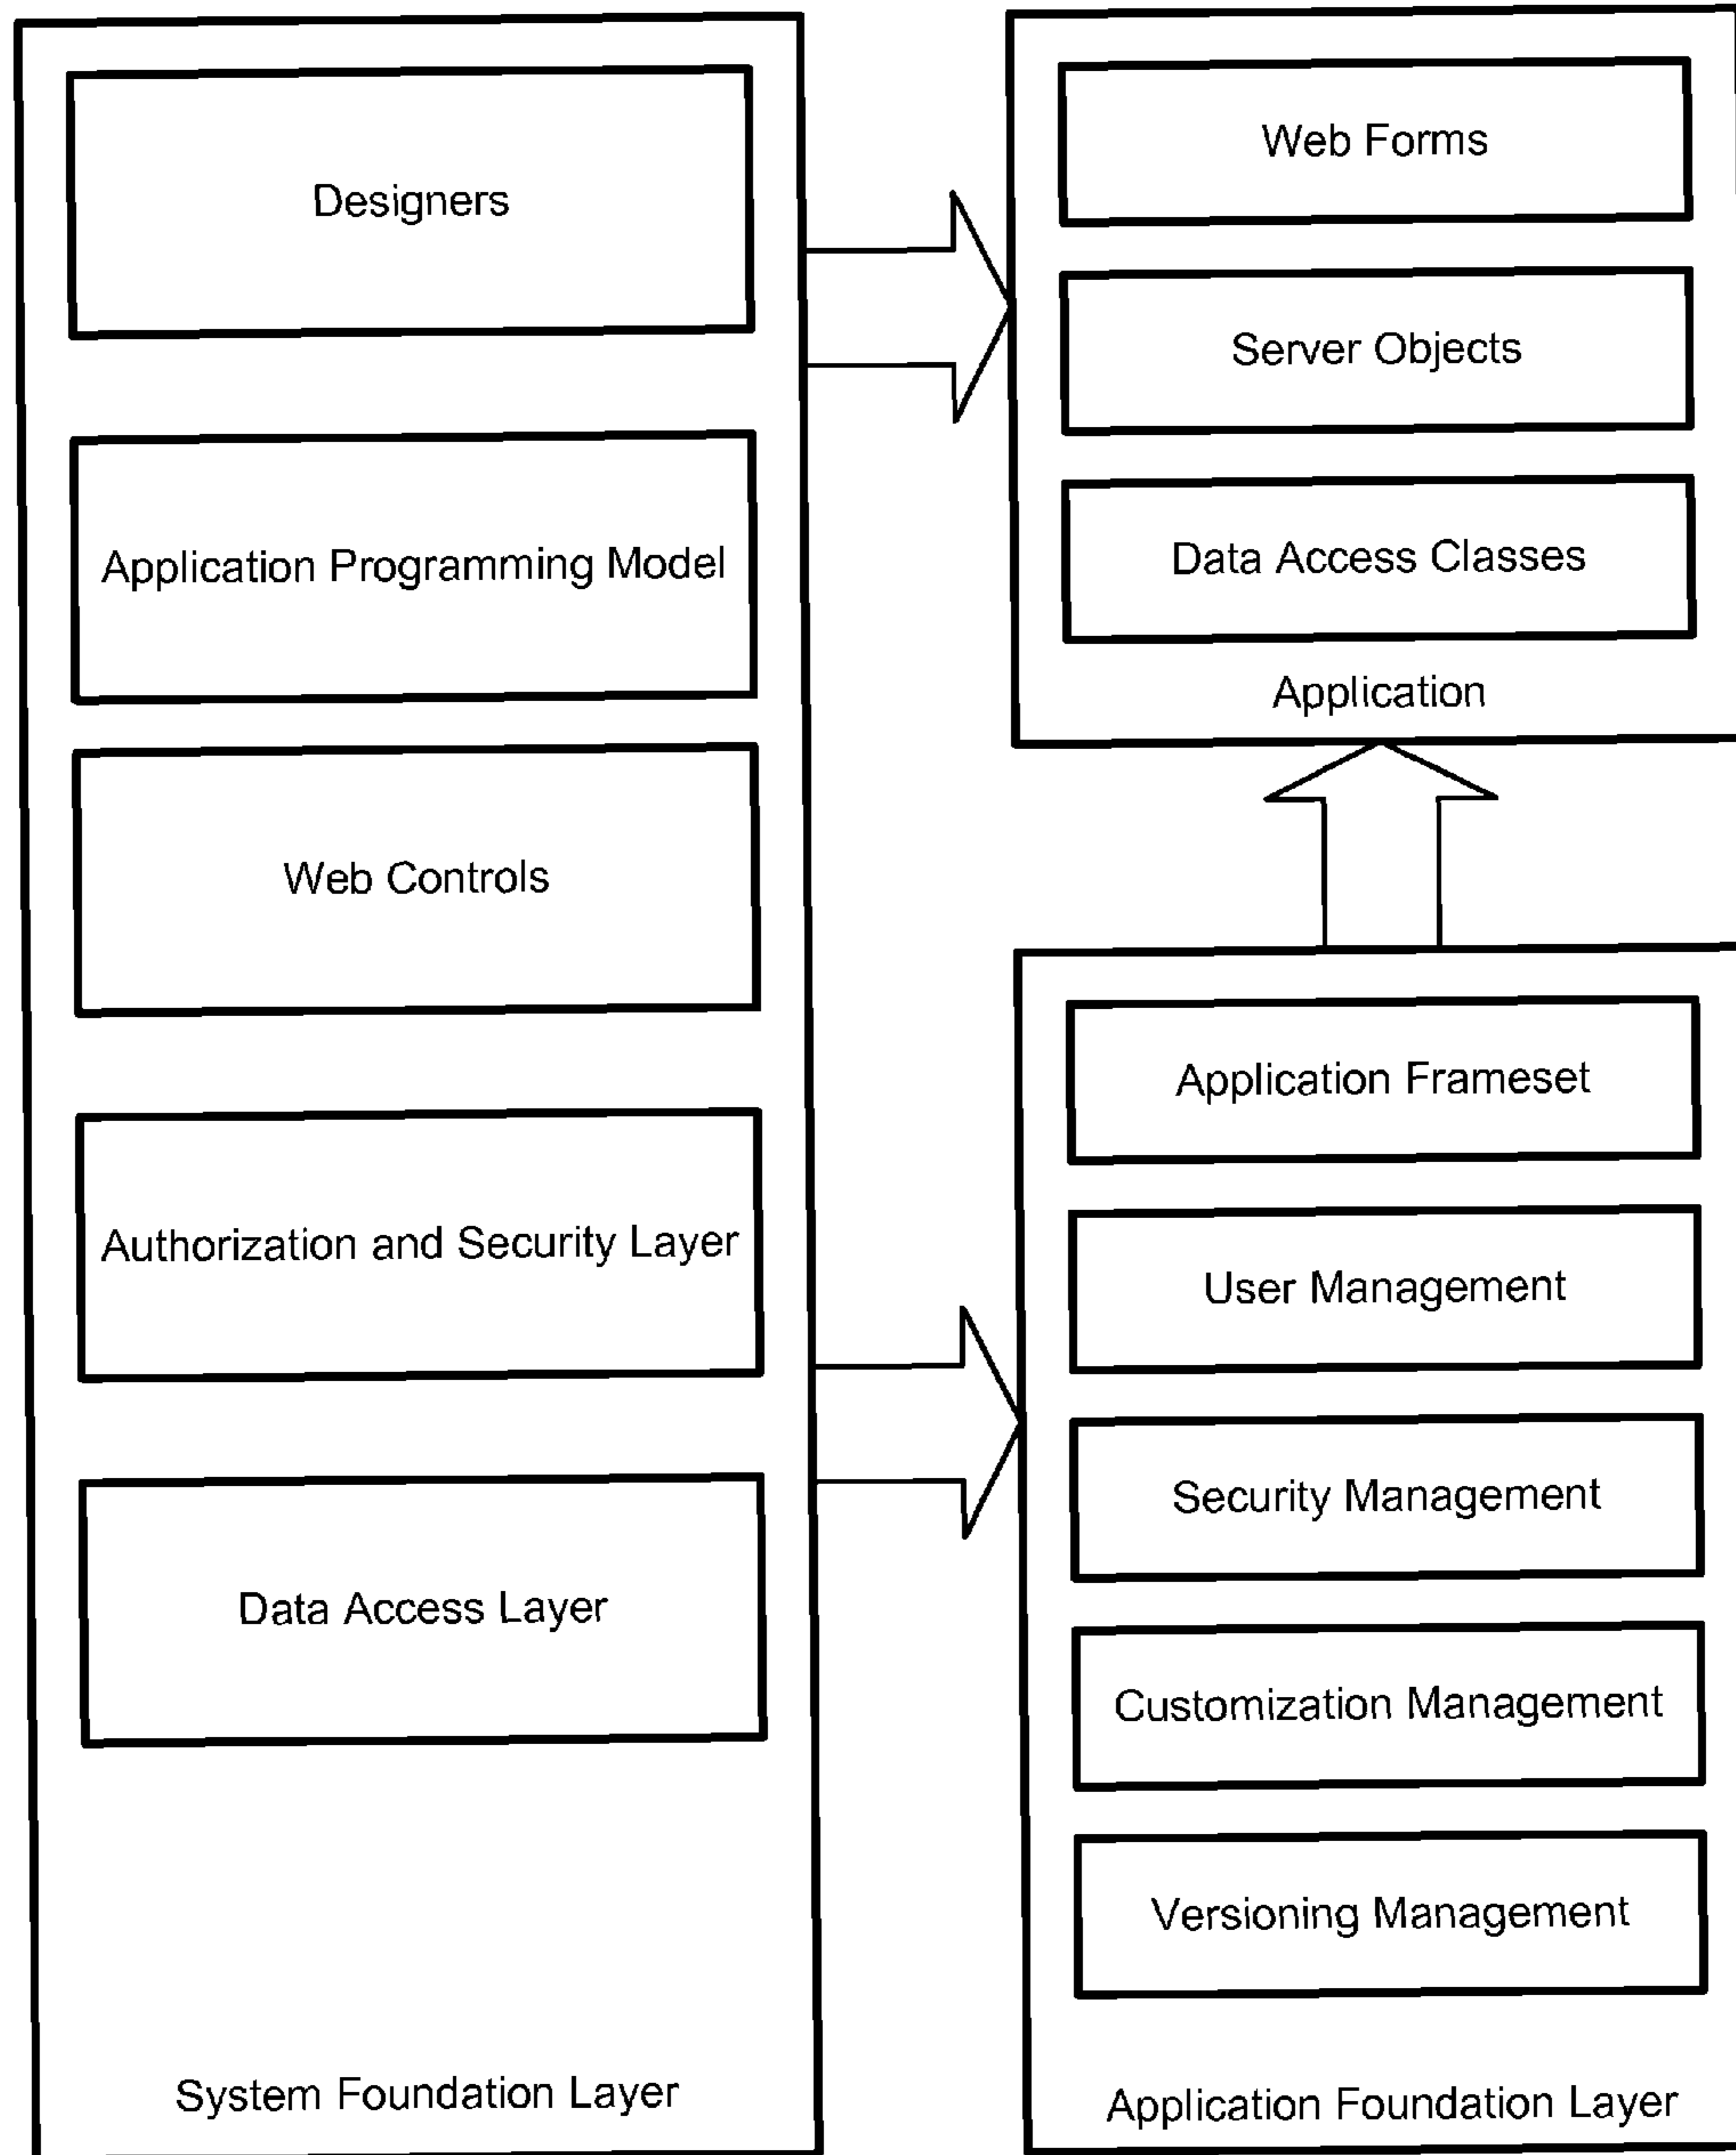 Designers
Application Programming Model
Web Controls
Authorization and Security Layer
Data Access Layer
System Foundation Layer
Web Forms
Server Objects
Data Access Classes
Application
Application Frameset
User Management
Security Management
Customization Management
Versioning Management
Application Foundation Layer